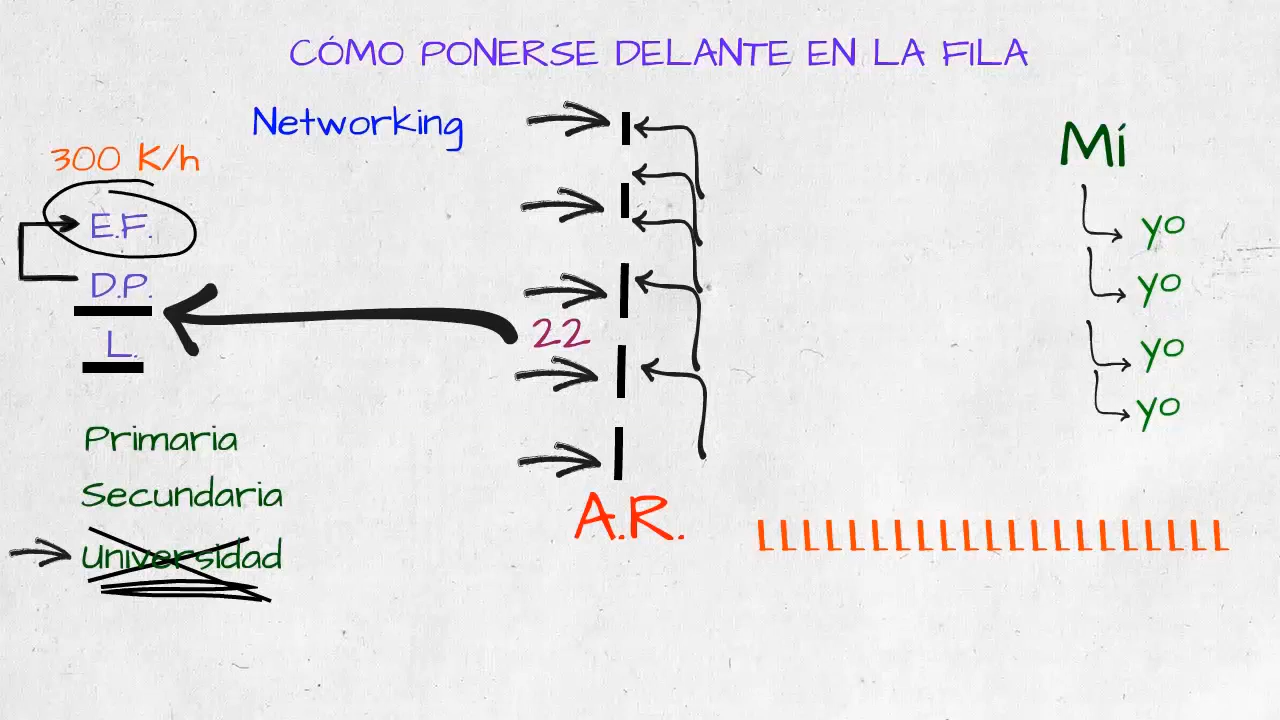 CÓMO PONERSE DELANTE EN LA FILA
Networking
300 K/h
E.F.
D.P.
L.
Primaria
Secundaria
Universidad
22
A.R.
Mí
yo
yo
yo
yo
LLLLLLLLLLLLLLLLLLLLL